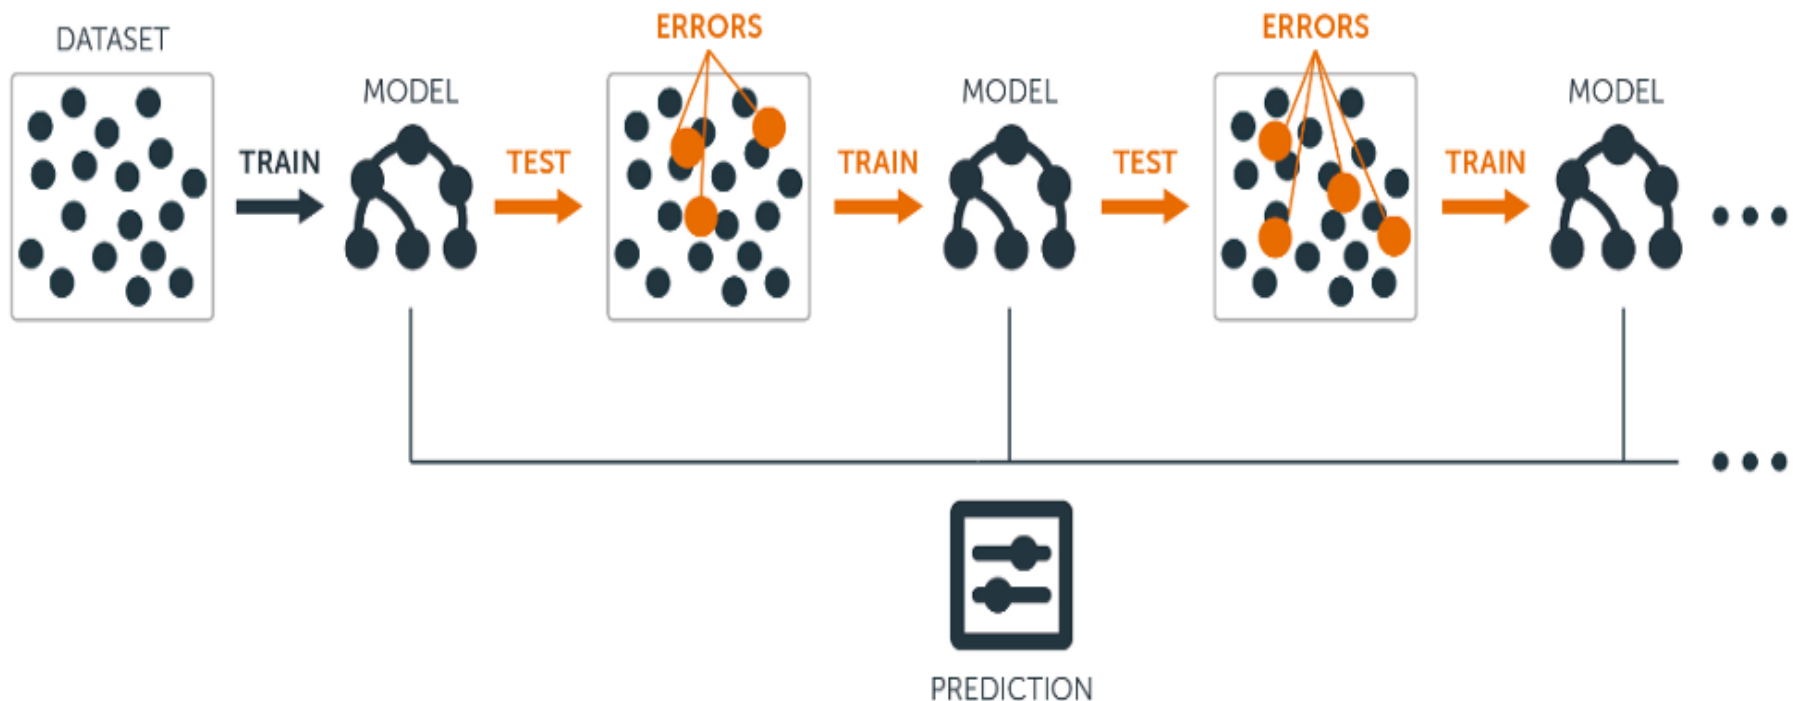 DATASET
TRAIN
MODEL
TEST
ERRORS
TRAIN
MODEL
TEST
ERRORS
TRAIN
MODEL
PREDICTION